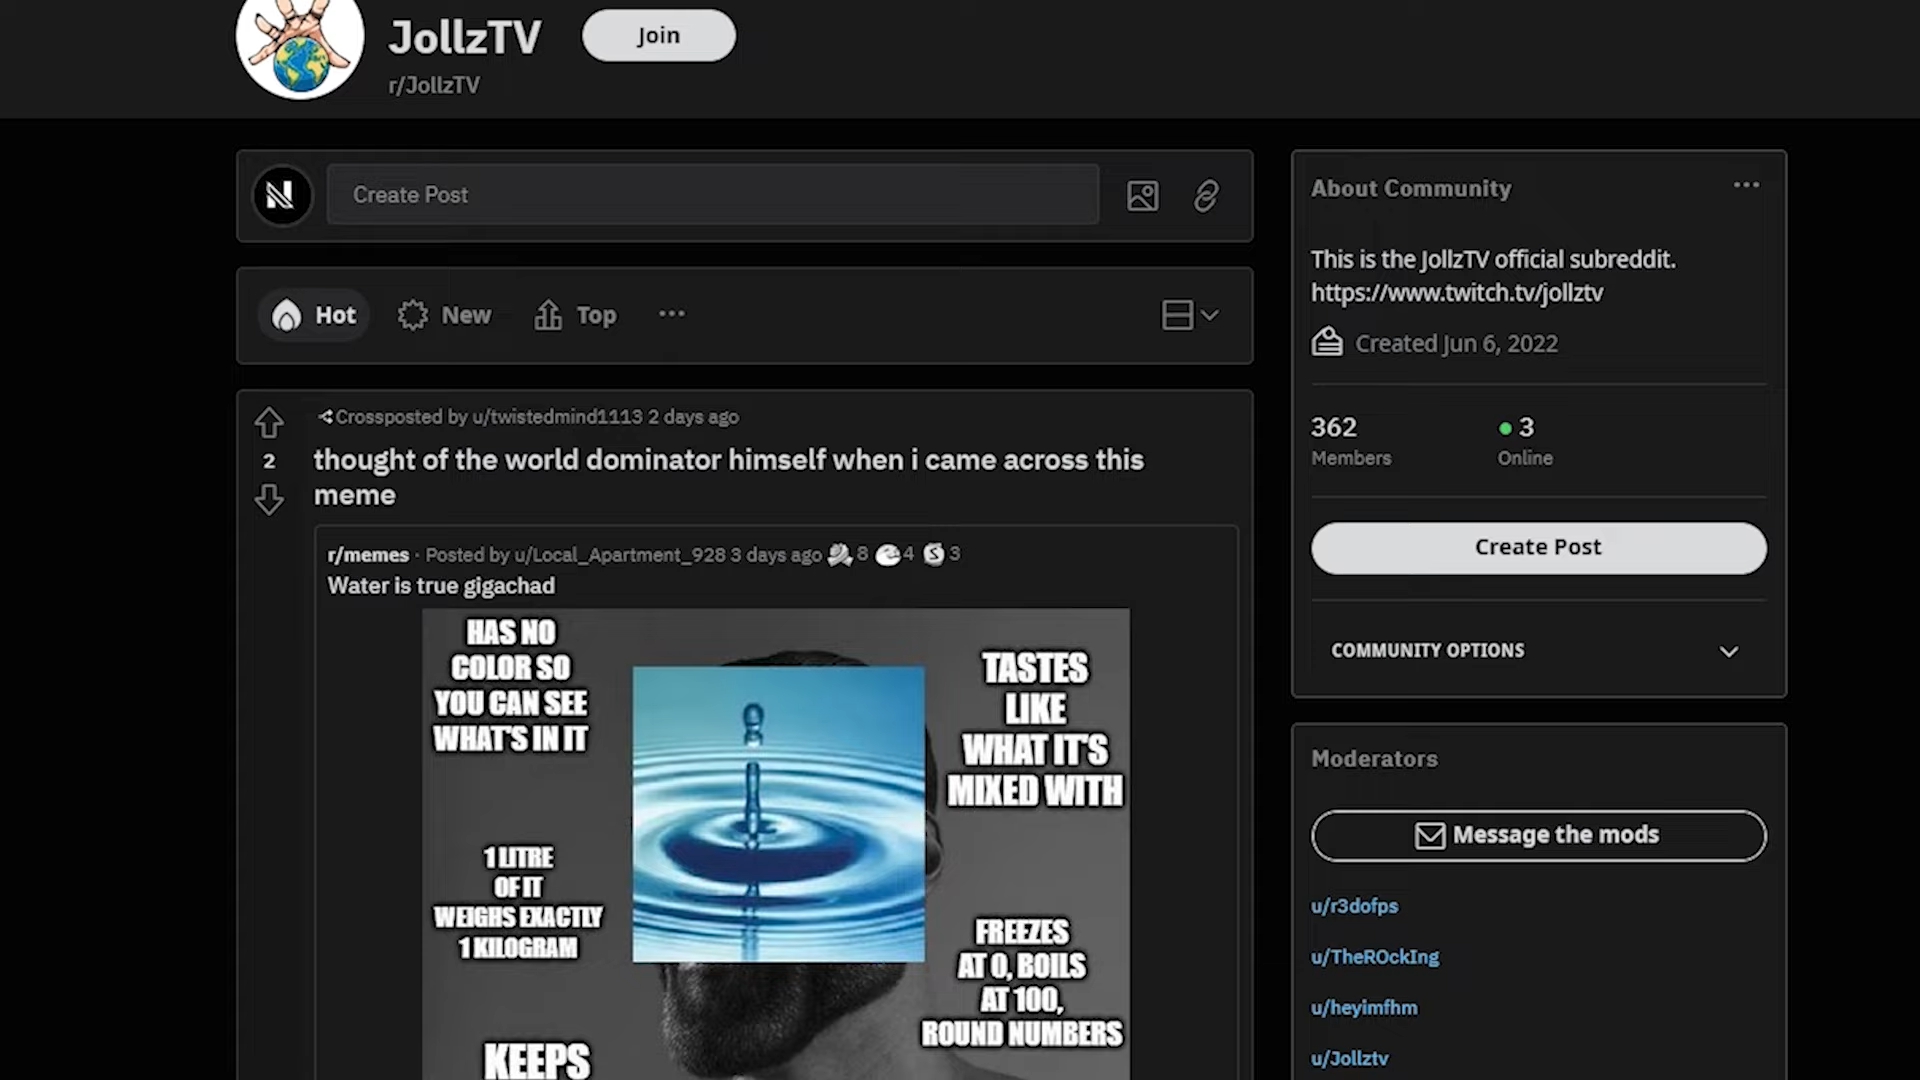 JollzTV
Join
r/JollzTV
Create Post
Hot
New
Top
Crossposted by u/twistedmind1113 2 days ago
2
thought of the world dominator himself when i came across this
meme
r/memes · Posted by u/Local_Apartment_928 3 days ago 8 4 3
Water is true gigachad
HAS NO
COLOR SO
YOU CAN SEE
WHAT'S IN IT
TASTES
LIKE
WHAT IT'S
MIXED WITH
1 LITRE
OF IT
WEIGHS EXACTLY
1 KILOGRAM
FREEZES
AT 0, BOILS
AT 100,
ROUND NUMBERS
KEEPS
About Community
This is the JollzTV official subreddit.
https://www.twitch.tv/jollztv
Created Jun 6, 2022
362
3
Members
Online
Create Post
COMMUNITY OPTIONS
Moderators
Message the mods
u/r3dofps
u/TheROckIng
u/heyimfhm
u/Jollztv